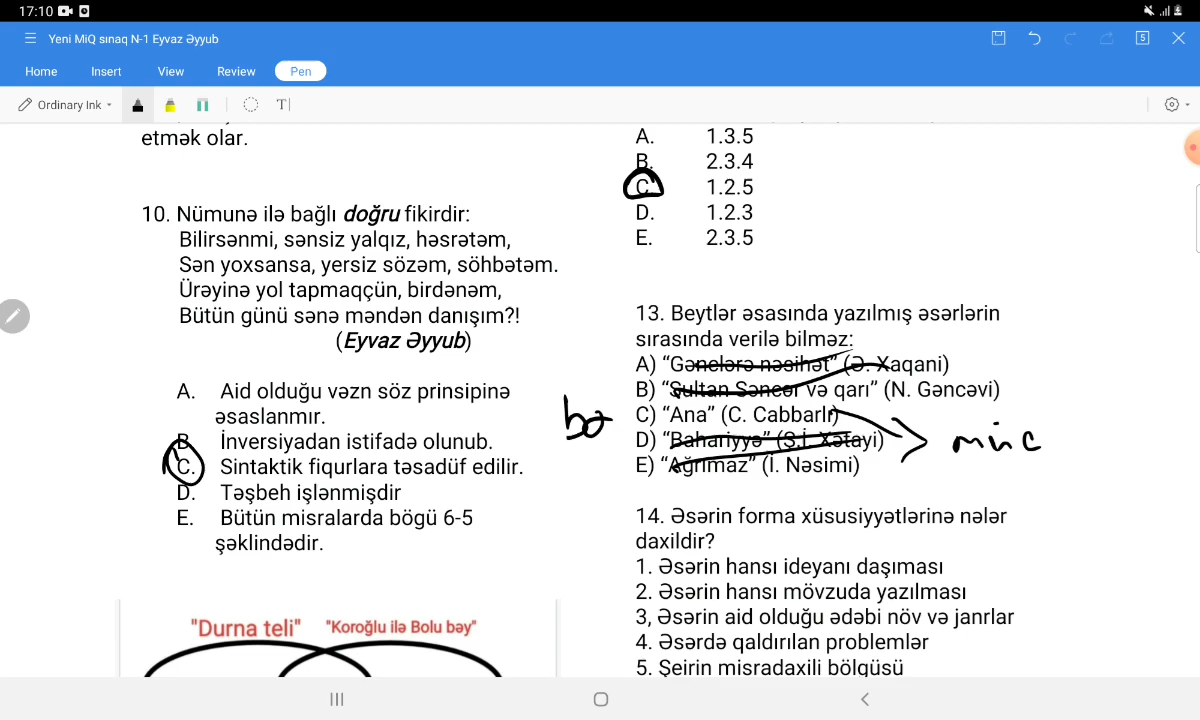 17:10
Yeni MiQ sınaq N-1 Eyvaz Əyyub
5
Home Insert View Review Pen
Ordinary Ink
T|
etmək olar.
10. Nümunə ilə bağlı doğru fikirdir:
Bilirsənmi, sənsiz yalqız, həsrətəm,
Sən yoxsansa, yersiz sözəm, söhbətəm.
Ürəyinə yol tapmaqçün, birdənəm,
Bütün günü sənə məndən danışım?!
(Eyvaz Əyyub)
A. Aid olduğu vəzn söz prinsipinə
əsaslanmır.
B. İnversiyadan istifadə olunub.
C. Sintaktik fiqurlara təsadüf edilir.
D. Təşbeh işlənmişdir
E. Bütün misralarda bögü 6-5
şəklindədir.
"Durna teli" "Koroğlu ilə Bolu bəy"
A. 1.3.5
B. 2.3.4
C. 1.2.5
D. 1.2.3
E. 2.3.5
13. Beytlər əsasında yazılmış əsərlərin
sırasında verilə bilməz:
A) "Gənclərə nəsihət" (Ə. Xaqani)
B) "Sultan Səncər və qarı" (N. Gəncəvi)
C) "Ana" (C. Cabbarlı)
D) "Bahariyyə" (Ş.İ. Xətayi)
E) "Ağrımaz" (İ. Nəsimi)
bə
müc
14. Əsərin forma xüsusiyyətlərinə nələr
daxildir?
1. Əsərin hansı ideyanı daşıması
2. Əsərin hansı mövzuda yazılması
3, Əsərin aid olduğu ədəbi növ və janrlar
4. Əsərdə qaldırılan problemlər
5. Şeirin misradaxili bölgüsü